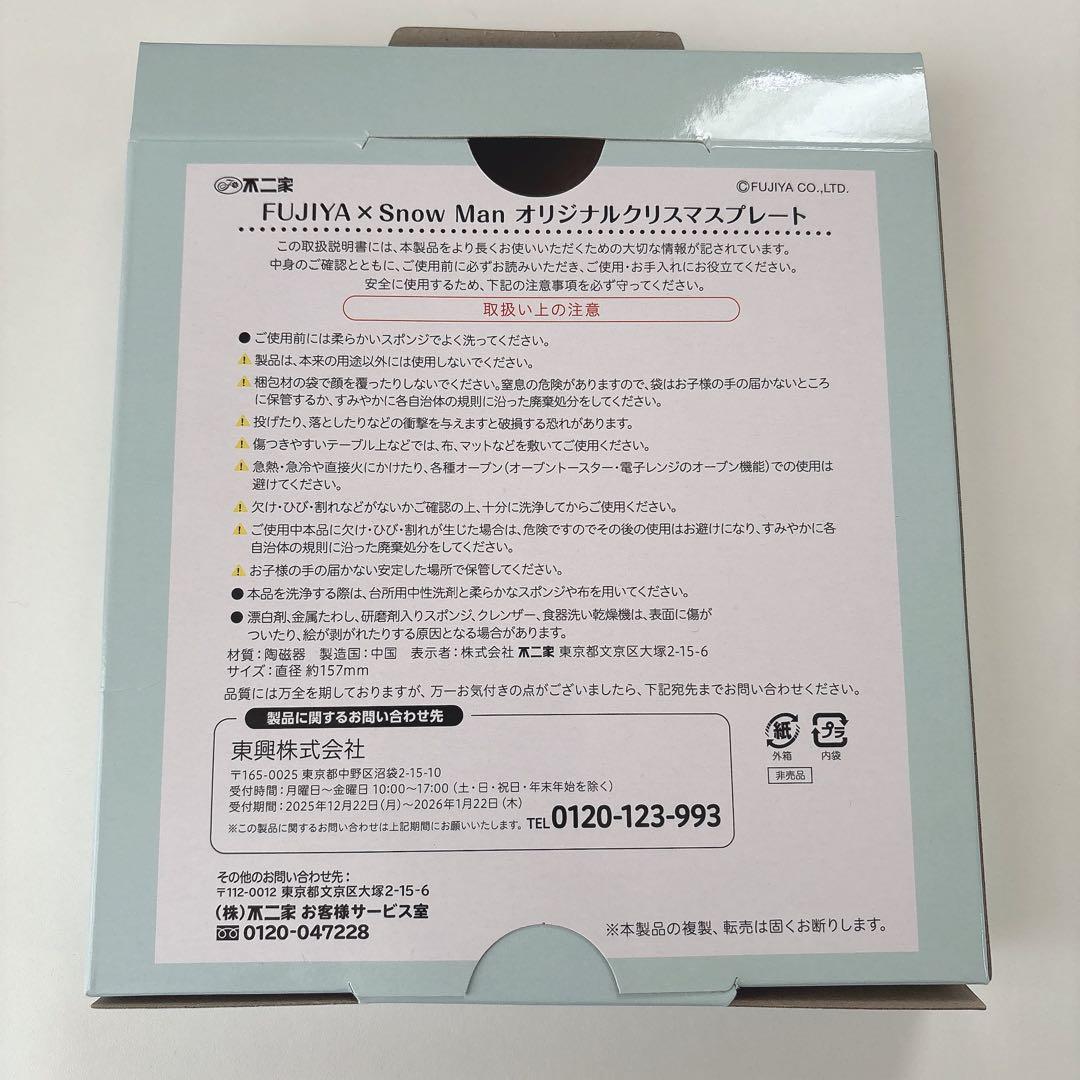 不二家
©FUJIYA CO.,LTD.
FUJIYA×Snow Man オリジナルクリスマスプレート
この取扱説明書には、本製品をより長くお使いいただくための大切な情報が記されています。
中身のご確認とともに、ご使用前に必ずお読みいただき、ご使用・お手入れにお役立てください。
安全に使用するため、下記の注意事項を必ず守ってください。
取扱い上の注意
●ご使用前には柔らかいスポンジでよく洗ってください。
⚠製品は、本来の用途以外には使用しないでください。
⚠梱包材の袋で顔を覆ったりしないでください。窒息の危険がありますので、袋はお子様の手の届かないところ
に保管するか、すみやかに各自治体の規則に沿った廃棄処分をしてください。
⚠投げたり、落としたりなどの衝撃を与えますと破損する恐れがあります。
⚠傷つきやすいテーブル上などでは、布、マットなどを敷いてご使用ください。
⚠急熱・急冷や直接火にかけたり、各種オーブン(オーブントースター・電子レンジのオーブン機能)での使用は
避けてください。
⚠欠け・ひび・割れなどがないかご確認の上、十分に洗浄してからご使用ください。
⚠ご使用中本品に欠け・ひび・割れが生じた場合は、危険ですのでその後の使用はお避けになり、すみやかに各
自治体の規則に沿った廃棄処分をしてください。
⚠お子様の手の届かない安定した場所で保管してください。
●本品を洗浄する際は、台所用中性洗剤と柔らかなスポンジや布を用いてください。
●漂白剤、金属たわし、研磨剤入りスポンジ、クレンザー、食器洗い乾燥機は、表面に傷が
ついたり、絵が剥がれたりする原因となる場合があります。
材質:陶磁器 製造国:中国 表示者:株式会社 不二家 東京都文京区大塚2-15-6
サイズ:直径 約157mm
品質には万全を期しておりますが、万一お気付きの点がございましたら、下記宛先までお問い合わせください。
製品に関するお問い合わせ先
東興株式会社
〒165-0025 東京都中野区沼袋2-15-10
受付時間:月曜日〜金曜日 10:00〜17:00(土・日・祝日・年末年始を除く)
受付期間:2025年12月22日(月)〜2026年1月22日(木)
※この製品に関するお問い合わせは上記期間にお願いいたします。 TEL 0120-123-993
紙 プラ
外箱 内袋
非売品
その他のお問い合わせ先:
〒112-0012 東京都文京区大塚2-15-6
(株)不二家 お客様サービス室
0120-047228
※本製品の複製、転売は固くお断りします。